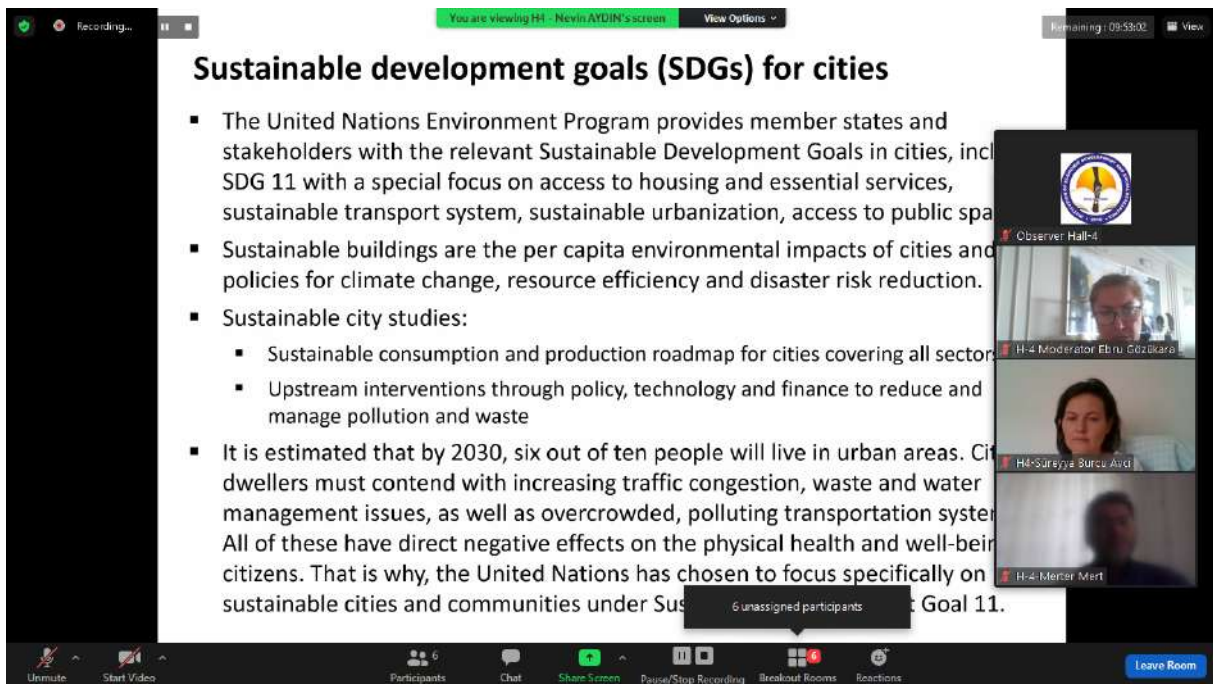 Recording...
You are viewing H4 - Nevin AYDIN's screen
View Options
Remaining : 09:53:02
View
Sustainable development goals (SDGs) for cities
▪ The United Nations Environment Program provides member states and
stakeholders with the relevant Sustainable Development Goals in cities, incl
SDG 11 with a special focus on access to housing and essential services,
sustainable transport system, sustainable urbanization, access to public spa
▪ Sustainable buildings are the per capita environmental impacts of cities and
policies for climate change, resource efficiency and disaster risk reduction.
▪ Sustainable city studies:
▪ Sustainable consumption and production roadmap for cities covering all sector
▪ Upstream interventions through policy, technology and finance to reduce and
manage pollution and waste
▪ It is estimated that by 2030, six out of ten people will live in urban areas. Cit
dwellers must contend with increasing traffic congestion, waste and water
management issues, as well as overcrowded, polluting transportation syster
All of these have direct negative effects on the physical health and well-bein
citizens. That is why, the United Nations has chosen to focus specifically on
sustainable cities and communities under Sus t Goal 11.
Observer Hall-4
H-4 Moderator Ebru Gözükara
H4-Süreyya Burcu Avci
H-4-Merter Mert
6 unassigned participants
Unmute
Start Video
6
Participants
Chat
Share Screen
Pause/Stop Recording
6
Breakout Rooms
Reactions
Leave Room